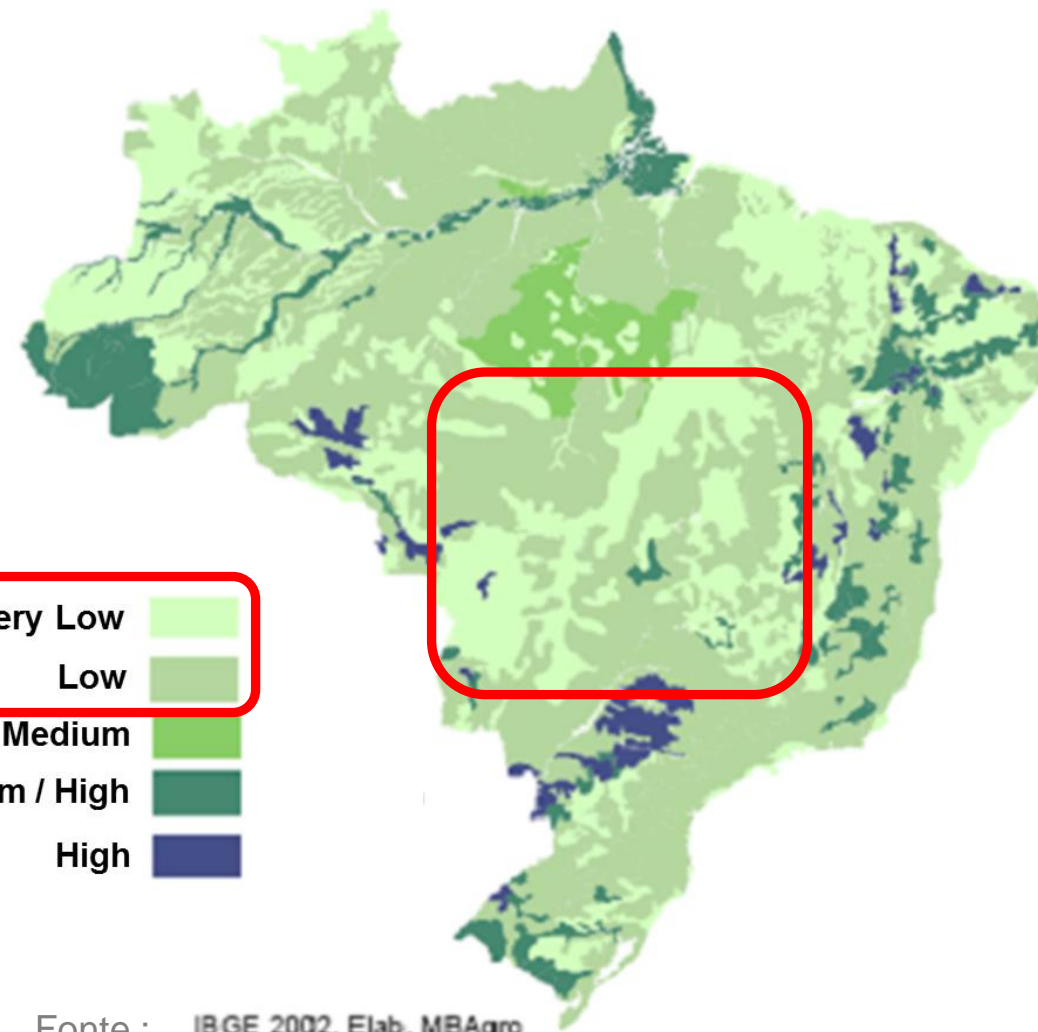 ery Low
Low
Medium
m / High
High
Fonte : IBGE 2002, Elab. MBAgro